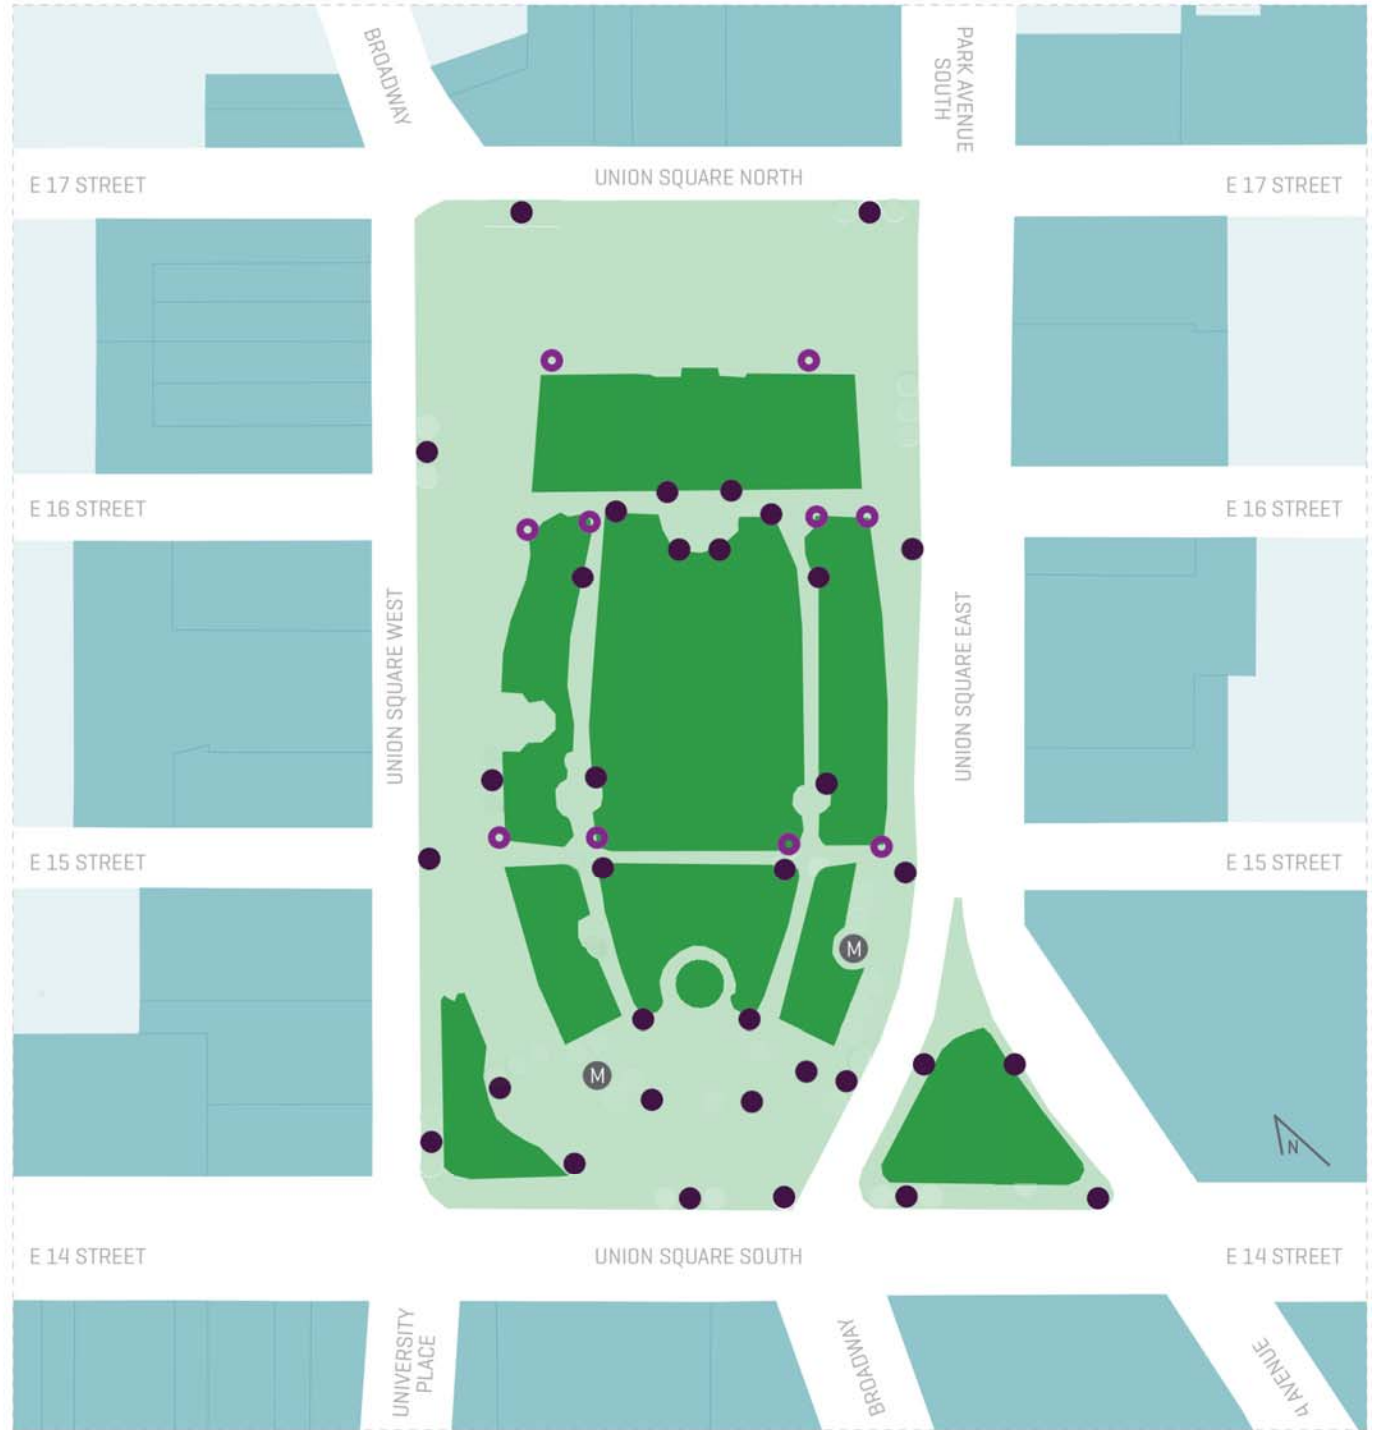 BROADWAY
PARK AVENUE
SOUTH
E 17 STREET
UNION SQUARE NORTH
E 17 STREET
E 16 STREET
E 16 STREET
UNION SQUARE WEST
UNION SQUARE EAST
E 15 STREET
E 15 STREET
M
M
N
E 14 STREET
UNION SQUARE SOUTH
E 14 STREET
UNIVERSITY
PLACE
BROADWAY
4 AVENUE